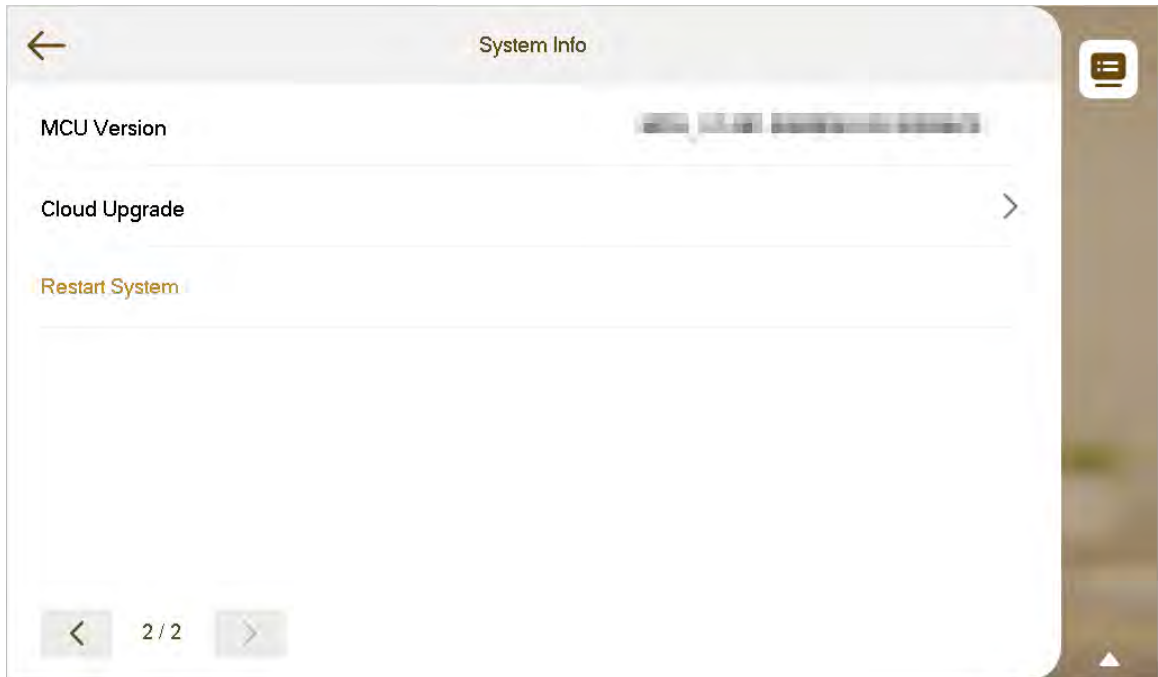 System Info
MCU Version
Cloud Upgrade
Restart System
2 / 2